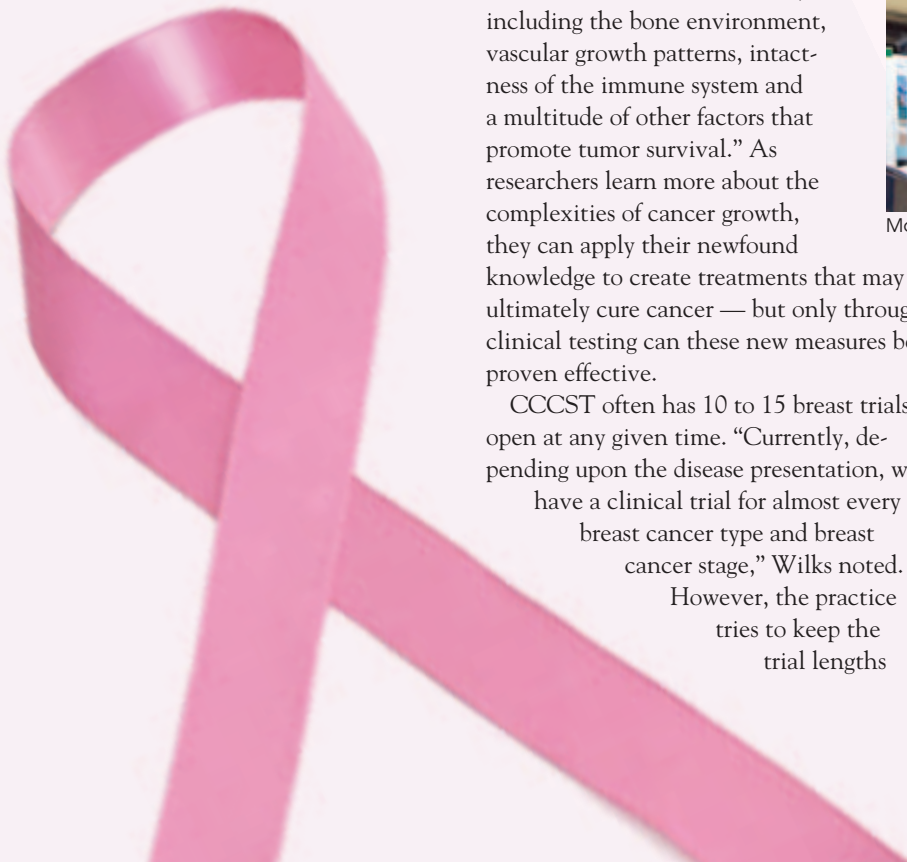 including the bone environment,
vascular growth patterns, intact-
ness of the immune system and
a multitude of other factors that
promote tumor survival.” As
researchers learn more about the
complexities of cancer growth,
they can apply their newfound
knowledge to create treatments that may
ultimately cure cancer — but only
clinical testing can these new measures
proven effective.
CCCST often has 10 to 15 breast trials
open at any given time. “Currently, de-
pending upon the disease presentation,
have a clinical trial for almost every
breast cancer type and breast
cancer stage,” Wilks noted.
However, the practice
tries to keep the
trial lengths